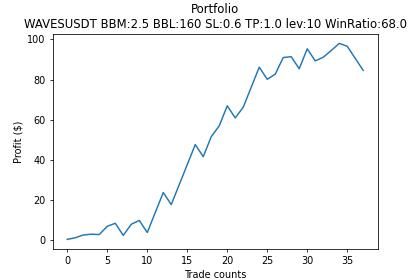 Portfolio
WAVESUSDT BBM:2.5 BBL:160 SL:0.6 TP:1.0 lev:10 WinRatio:68.0
100
80
60
40
20
0
Profit ($)
0 5 10 15 20 25 30 35
Trade counts